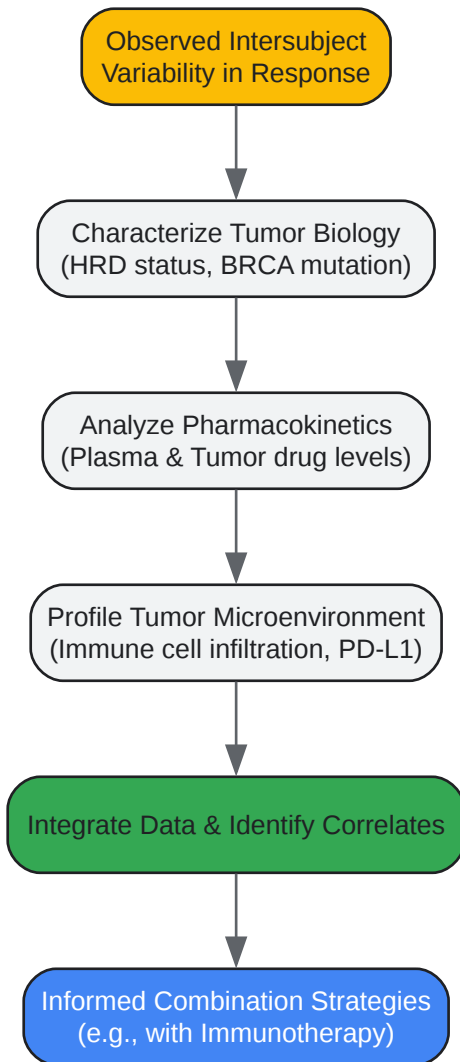 Observed Intersubject
Variability in Response
Characterize Tumor Biology
(HRD status, BRCA mutation)
Analyze Pharmacokinetics
(Plasma & Tumor drug levels)
Profile Tumor Microenvironment
(Immune cell infiltration, PD-L1)
Integrate Data & Identify Correlates
Informed Combination Strategies
(e.g., with Immunotherapy)